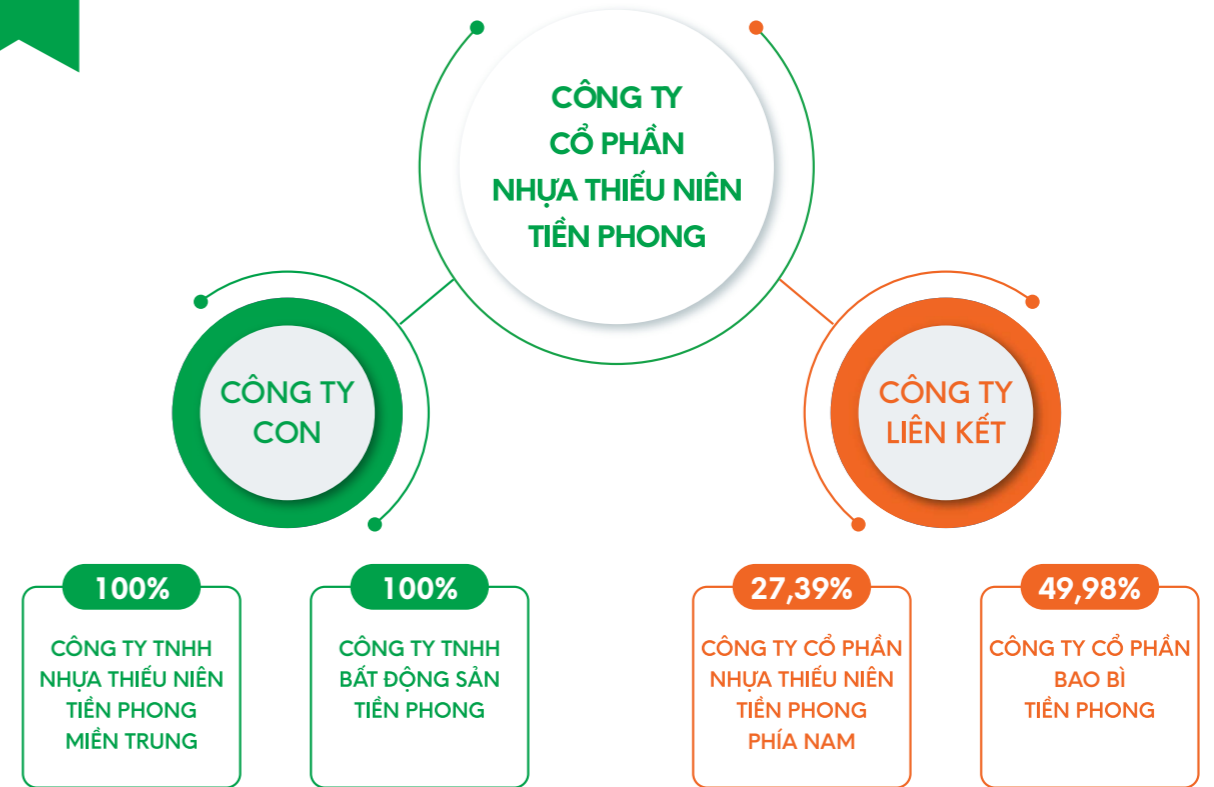 CÔNG TY
CỔ PHẦN
NHỰA THIẾU NIÊN
TIỀN PHONG
CÔNG TY
CON
CÔNG TY
LIÊN KẾT
100%
CÔNG TY TNHH
NHỰA THIẾU NIÊN
TIỀN PHONG
MIỀN TRUNG
100%
CÔNG TY TNHH
BẤT ĐỘNG SẢN
TIỀN PHONG
27,39%
CÔNG TY CỔ PHẦN
NHỰA THIẾU NIÊN
TIỀN PHONG
PHÍA NAM
49,98%
CÔNG TY CỔ PHẦN
BAO BÌ
TIỀN PHONG